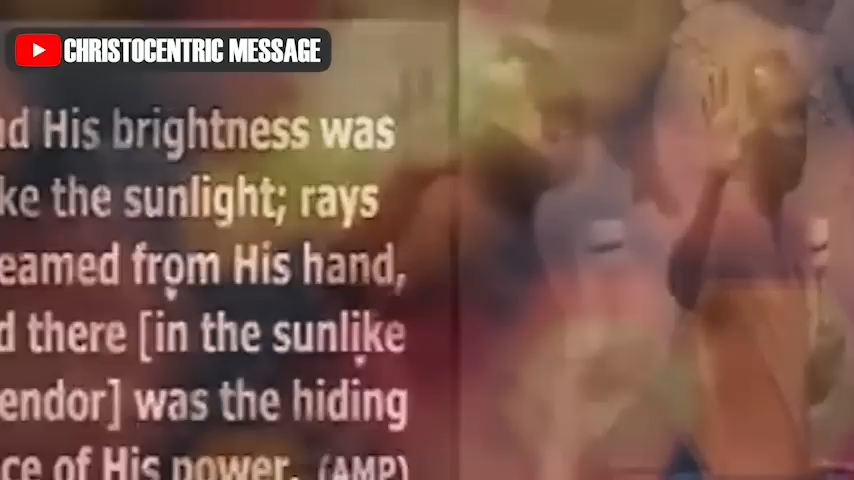 CHRISTOCENTRIC MESSAGE
His brightness was
the sunlight; rays
from His hand,
there [in the sunlike
was the hiding
of His power. (AMP)